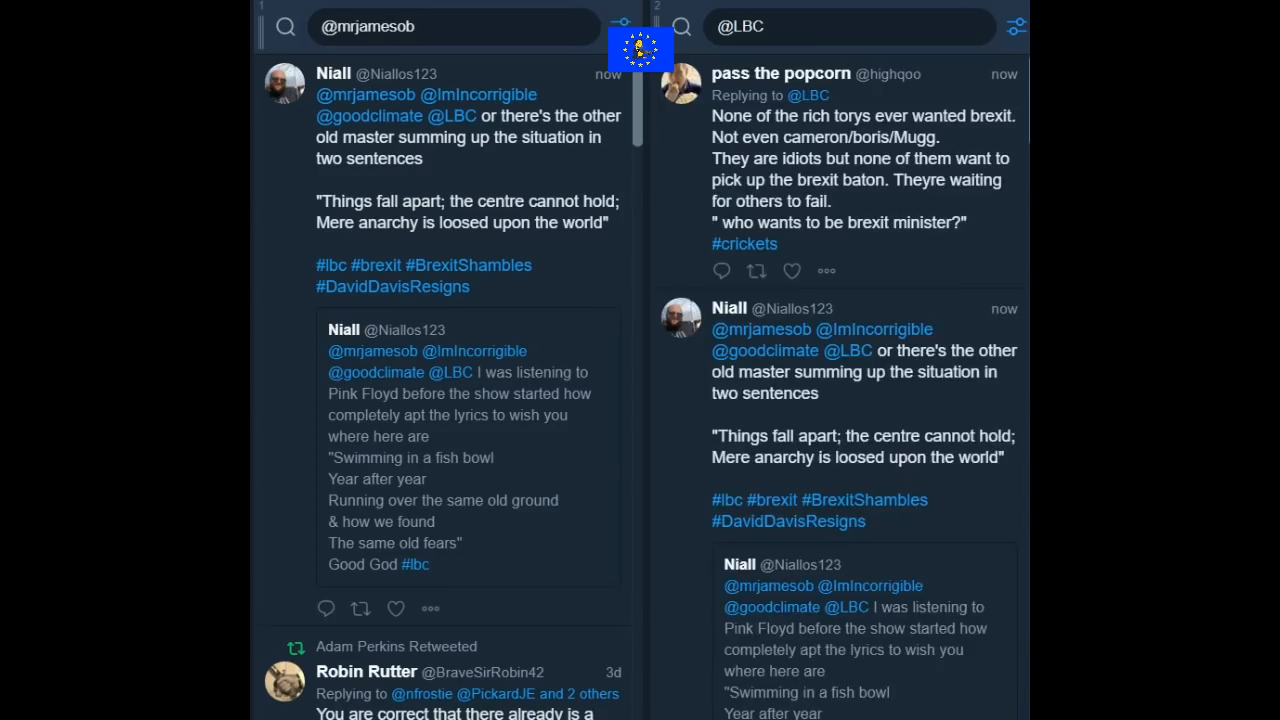 1
@mrjamesob
Niall @Niallos123 now
@mrjamesob @ImIncorrigible
@goodclimate @LBC or there's the other
old master summing up the situation in
two sentences
"Things fall apart; the centre cannot hold;
Mere anarchy is loosed upon the world"
#lbc #brexit #BrexitShambles
#DavidDavisResigns
Niall @Niallos123
@mrjamesob @ImIncorrigible
@goodclimate @LBC I was listening to
Pink Floyd before the show started how
completely apt the lyrics to wish you
where here are
"Swimming in a fish bowl
Year after year
Running over the same old ground
& how we found
The same old fears"
Good God #lbc
Adam Perkins Retweeted
Robin Rutter @BraveSirRobin42 3d
Replying to @nfrostie @PickardJE and 2 others
You are correct that there already is a
2
@LBC
pass the popcorn @highqoo now
Replying to @LBC
None of the rich torys ever wanted brexit.
Not even cameron/boris/Mugg.
They are idiots but none of them want to
pick up the brexit baton. Theyre waiting
for others to fail.
" who wants to be brexit minister?"
#crickets
Niall @Niallos123 now
@mrjamesob @ImIncorrigible
@goodclimate @LBC or there's the other
old master summing up the situation in
two sentences
"Things fall apart; the centre cannot hold;
Mere anarchy is loosed upon the world"
#lbc #brexit #BrexitShambles
#DavidDavisResigns
Niall @Niallos123
@mrjamesob @ImIncorrigible
@goodclimate @LBC I was listening to
Pink Floyd before the show started how
completely apt the lyrics to wish you
where here are
"Swimming in a fish bowl
Year after year